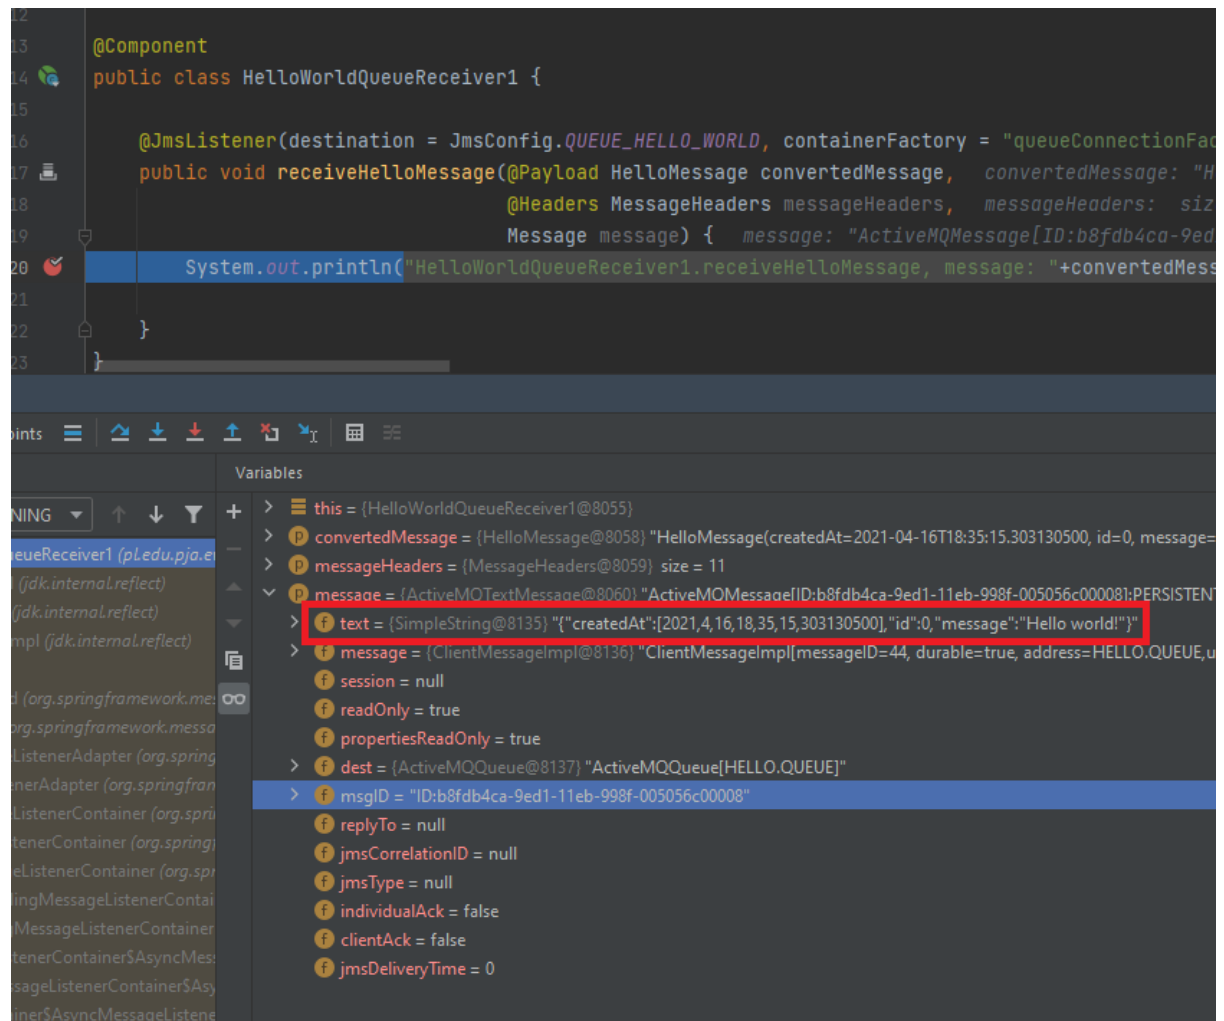 12
13 @Component
14 public class HelloWorldQueueReceiver1 {
15
16 @JmsListener(destination = JmsConfig.QUEUE_HELLO_WORLD, containerFactory = "queueConnectionFac
17 public void receiveHelloMessage(@Payload HelloMessage convertedMessage, convertedMessage: "H
18 @Headers MessageHeaders messageHeaders, messageHeaders: siz
19 Message message) { message: "ActiveMQMessage[ID:b8fdb4ca-9ed
20 System.out.println("HelloWorldQueueReceiver1.receiveHelloMessage, message: "+convertedMess
21
22 }
23 }
oints
Variables
NING
this = {HelloWorldQueueReceiver1@8055}
ueueReceiver1 (pl.edu.pja.e
convertedMessage = {HelloMessage@8058} "HelloMessage(createdAt=2021-04-16T18:35:15.303130500, id=0, message=
l (jdk.internal.reflect)
messageHeaders = {MessageHeaders@8059} size = 11
(jdk.internal.reflect)
message = {ActiveMQTextMessage@8060} "ActiveMQMessage[ID:b8fdb4ca-9ed1-11eb-998f-005056c00008]:PERSISTENT
mpl (jdk.internal.reflect)
text = {SimpleString@8135} "{"createdAt":[2021,4,16,18,35,15,303130500],"id":0,"message":"Hello world!"}"
message = {ClientMessageImpl@8136} "ClientMessageImpl[messageID=44, durable=true, address=HELLO.QUEUE,u
d (org.springframework.mes
session = null
org.springframework.messa
readOnly = true
ListenerAdapter (org.spring
propertiesReadOnly = true
enerAdapter (org.springfran
dest = {ActiveMQQueue@8137} "ActiveMQQueue[HELLO.QUEUE]"
ListenerContainer (org.spri
msgID = "ID:b8fdb4ca-9ed1-11eb-998f-005056c00008"
tenerContainer (org.springf
replyTo = null
eListenerContainer (org.spr
jmsCorrelationID = null
lingMessageListenerContai
jmsType = null
gMessageListenerContainer
individualAck = false
tenerContainer$AsyncMes
clientAck = false
ssageListenerContainer$Asy
jmsDeliveryTime = 0
iner$AsyncMessageListene